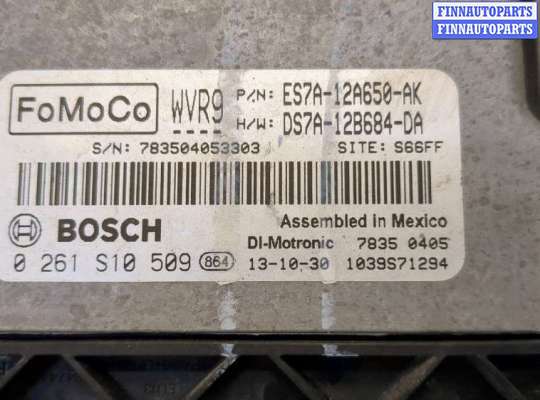 FINNAUTOPARTS
FINNAUTOPARTS
FoMoCo
WVR9
P/N: ES7A-12A650-AK
H/W: DS7A-12B684-DA
S/N: 783504053303
SITE: S66FF
BOSCH
Assembled in Mexico
DI-Motronic 7835 0405
0 261 S10 509 864 13-10-30 1039S71294